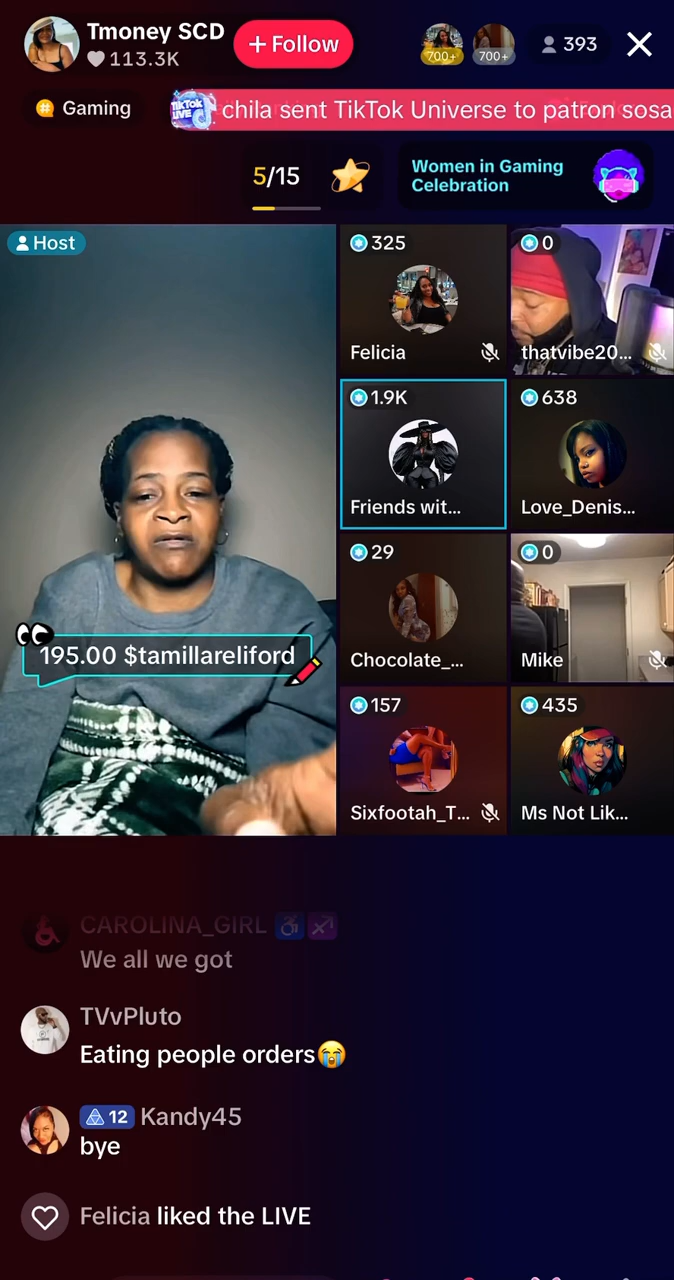 Tmoney SCD
113.3K
+ Follow
700+
700+
393
Gaming
TikTok LIVE
chila sent TikTok Universe to patron sosa
5/15
Women in Gaming
Celebration
Host
325
Felicia
0
thatvibe20...
1.9K
Friends wit...
638
Love_Denis...
29
Chocolate_...
0
Mike
157
Sixfootah_T...
435
Ms Not Lik...
195.00 $tamillareliford
CAROLINA_GIRL ♿ ♐
We all we got
TVvPluto
Eating people orders😭
12 Kandy45
bye
Felicia liked the LIVE